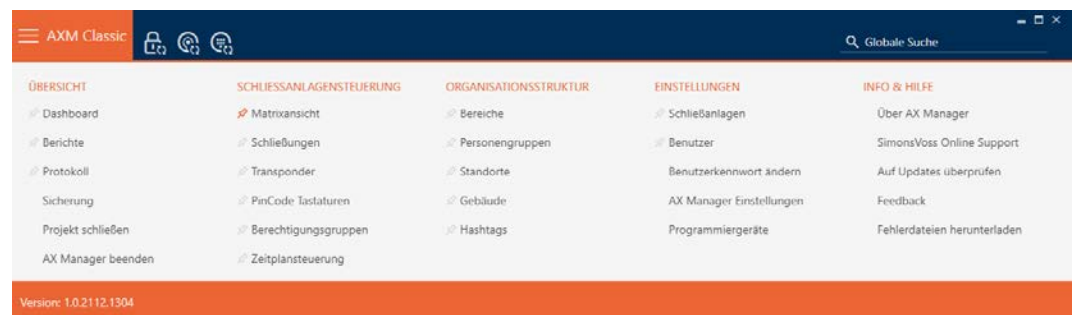 AXM Classic
Globale Suche
ÜBERSICHT
Dashboard
Berichte
Protokoll
Sicherung
Projekt schließen
AX Manager beenden
SCHLIESSANLAGENSTEUERUNG
Matrixansicht
Schließungen
Transponder
PinCode Tastaturen
Berechtigungsgruppen
Zeitplansteuerung
ORGANISATIONSSTRUKTUR
Bereiche
Personengruppen
Standorte
Gebäude
Hashtags
EINSTELLUNGEN
Schließanlagen
Benutzer
Benutzerkennwort ändern
AX Manager Einstellungen
Programmiergeräte
INFO & HILFE
Über AX Manager
SimonsVoss Online Support
Auf Updates überprüfen
Feedback
Fehlerdateien herunterladen
Version: 1.0.2112.1304